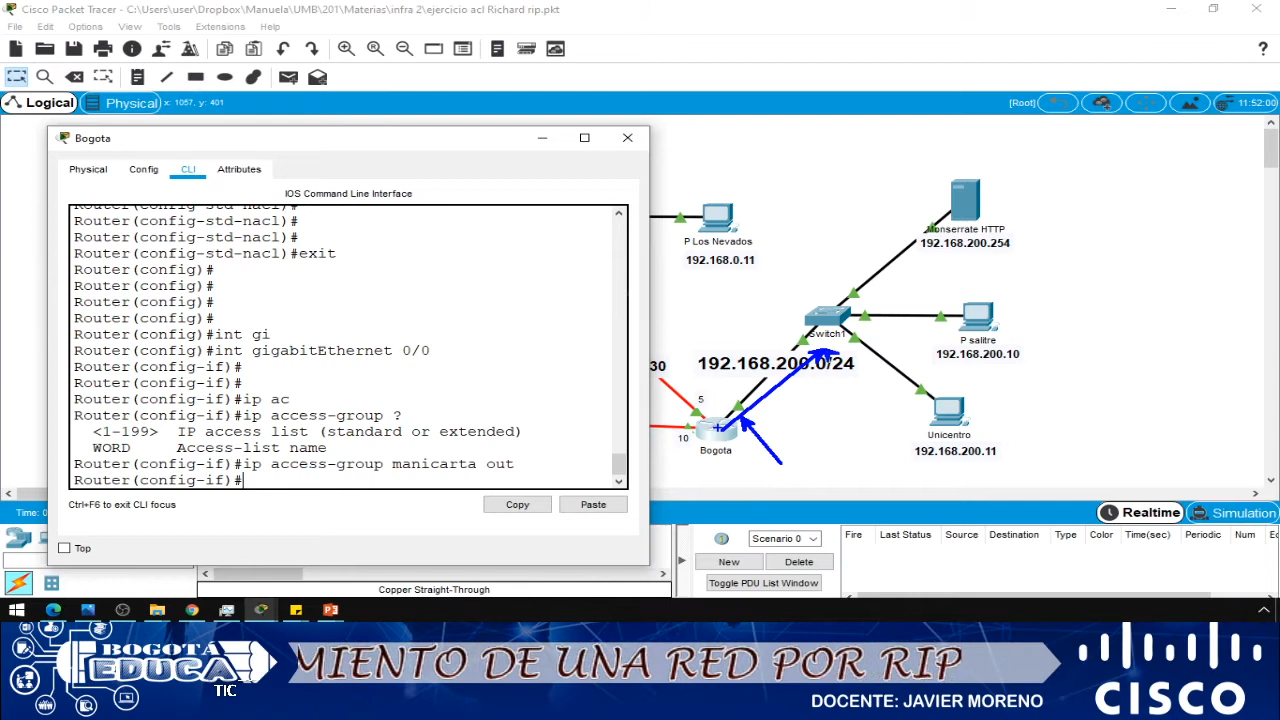 Cisco Packet Tracer - C:\Users\user\Dropbox\Manuela\UMB\201\Materias\infra 2\ejercicio acl Richard rip.pkt
File Edit Options View Tools Extensions Help
Logical Physical x: 1057, y: 401 [Root] 11:52:00
Bogota
Physical Config CLI Attributes
IOS Command Line Interface
Router(config-std-nacl)#
Router(config-std-nacl)#
Router(config-std-nacl)#
Router(config-std-nacl)#exit
Router(config)#
Router(config)#
Router(config)#
Router(config)#
Router(config)#int gi
Router(config)#int gigabitEthernet 0/0
Router(config-if)#
Router(config-if)#
Router(config-if)#ip ac
Router(config-if)#ip access-group ?
<1-199> IP access list (standard or extended)
WORD Access-list name
Router(config-if)#ip access-group manicarta out
Router(config-if)#
Ctrl+F6 to exit CLI focus
Copy Paste
Top
P Los Nevados
192.168.0.11
Monserrate HTTP
192.168.200.254
Switch1
P salitre
192.168.200.10
192.168.200.0/24
30
5
10
Bogota
Unicentro
192.168.200.11
Time: 0
Realtime Simulation
Scenario 0
New Delete
Toggle PDU List Window
Fire Last Status Source Destination Type Color Time(sec) Periodic Num Ec
Copper Straight-Through
BOGOTA
EDUCA
TIC
MIENTO DE UNA RED POR RIP
DOCENTE: JAVIER MORENO
CISCO